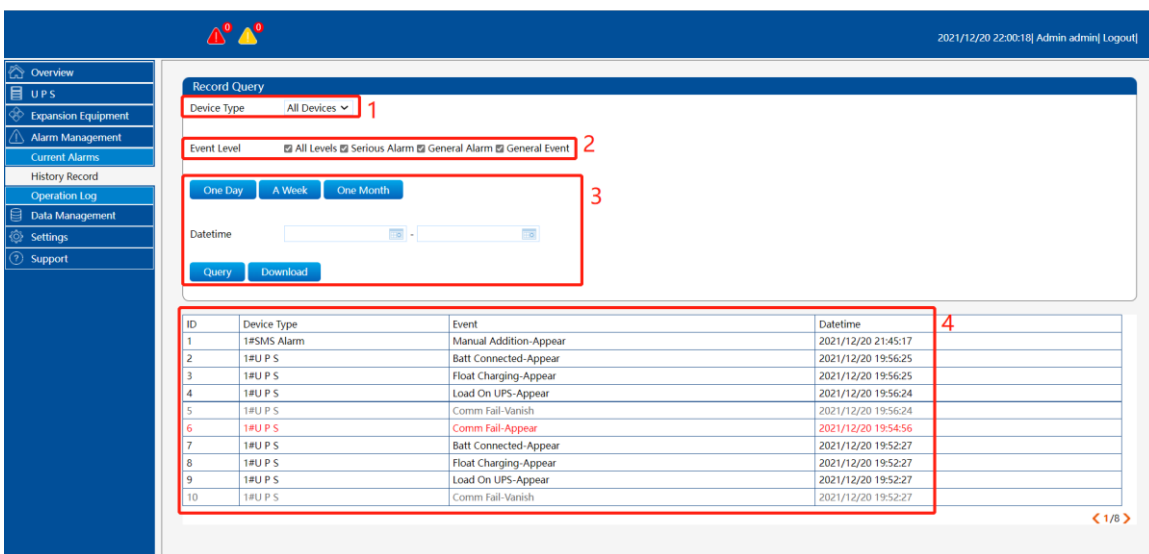 0 0
2021/12/20 22:00:18| Admin admin| Logout|
Overview
U P S
Expansion Equipment
Alarm Management
Current Alarms
History Record
Operation Log
Data Management
Settings
Support
Record Query
Device Type All Devices 1
Event Level All Levels Serious Alarm General Alarm General Event 2
One Day A Week One Month 3
Datetime -
Query Download
ID Device Type Event Datetime 4
1 1#SMS Alarm Manual Addition-Appear 2021/12/20 21:45:17
2 1#U P S Batt Connected-Appear 2021/12/20 19:56:25
3 1#U P S Float Charging-Appear 2021/12/20 19:56:25
4 1#U P S Load On UPS-Appear 2021/12/20 19:56:24
5 1#U P S Comm Fail-Vanish 2021/12/20 19:56:24
6 1#U P S Comm Fail-Appear 2021/12/20 19:54:56
7 1#U P S Batt Connected-Appear 2021/12/20 19:52:27
8 1#U P S Float Charging-Appear 2021/12/20 19:52:27
9 1#U P S Load On UPS-Appear 2021/12/20 19:52:27
10 1#U P S Comm Fail-Vanish 2021/12/20 19:52:27
1/8